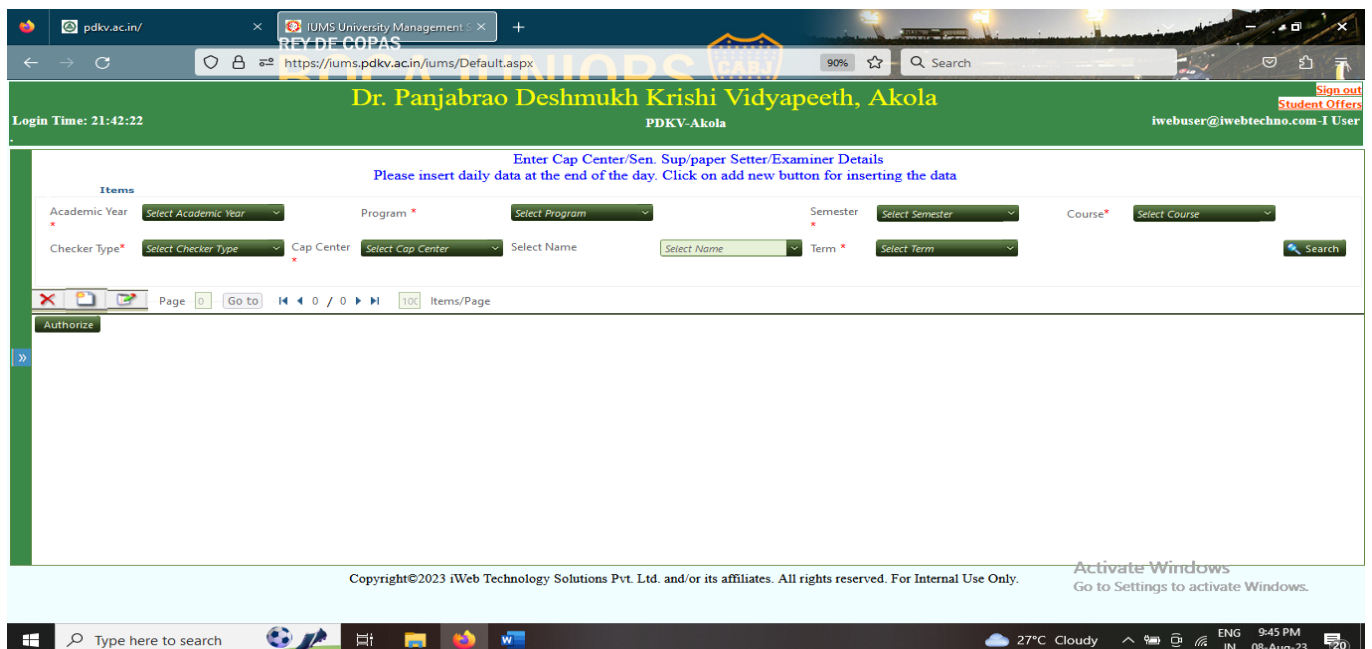 pdkv.ac.in/
IUMS University Management S
REY DE COPAS
BOCA JUNIORS
CABJ
https://iums.pdkv.ac.in/iums/Default.aspx
90%
Search
Dr. Panjabrao Deshmukh Krishi Vidyapeeth, Akola
Sign out
Student Offers
Login Time: 21:42:22
PDKV-Akola
iwebuser@iwebtechno.com-I User
Enter Cap Center/Sen. Sup/paper Setter/Examiner Details
Please insert daily data at the end of the day. Click on add new button for inserting the data
Items
Academic Year * Select Academic Year Program * Select Program Semester * Select Semester Course* Select Course
Checker Type* Select Checker Type Cap Center * Select Cap Center Select Name Select Name Term * Select Term Search
Page 0 Go to 0 / 0 100 Items/Page
Authorize
»
Copyright©2023 iWeb Technology Solutions Pvt. Ltd. and/or its affiliates. All rights reserved. For Internal Use Only.
Activate Windows
Go to Settings to activate Windows.
Type here to search
27°C Cloudy
ENG
IN
9:45 PM
08-Aug-23
20